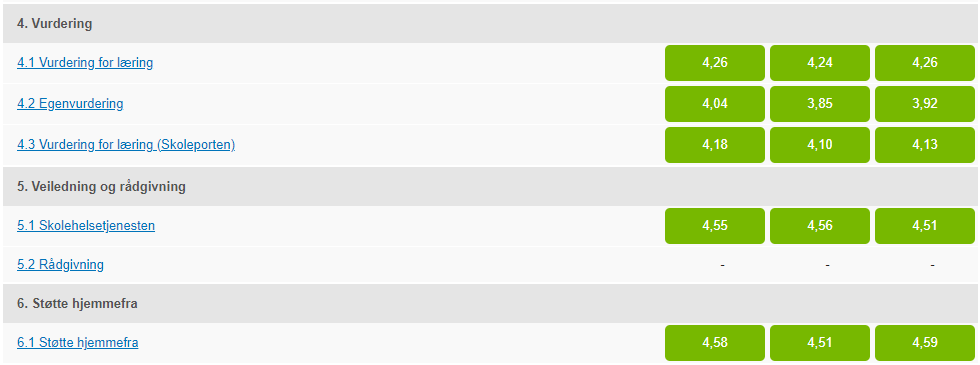 4. Vurdering
4.1 Vurdering for læring 4,26 4,24 4,26
4.2 Egenvurdering 4,04 3,85 3,92
4.3 Vurdering for læring (Skoleporten) 4,18 4,10 4,13
5. Veiledning og rådgivning
5.1 Skolehelsetjenesten 4,55 4,56 4,51
5.2 Rådgivning - - -
6. Støtte hjemmefra
6.1 Støtte hjemmefra 4,58 4,51 4,59